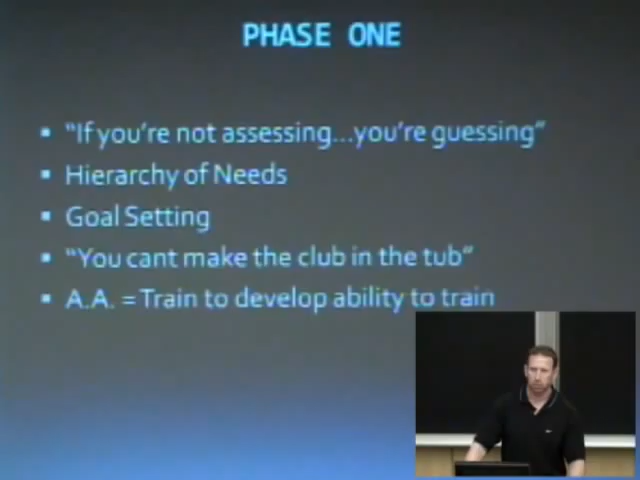 PHASE ONE
"If you're not assessing...you're guessing"
Hierarchy of Needs
Goal Setting
"You cant make the club in the tub"
A.A. = Train to develop ability to train